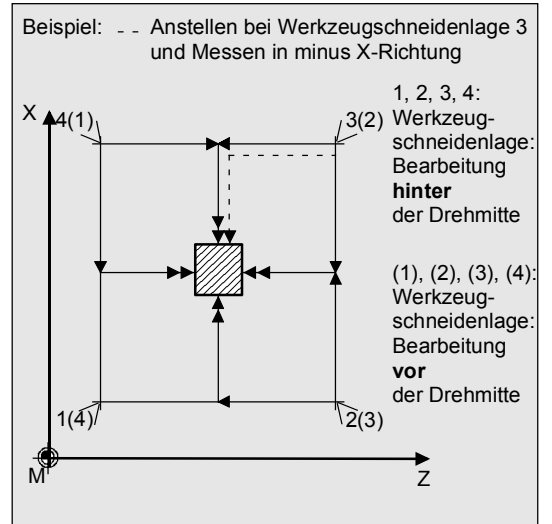 Beispiel: - - Anstellen bei Werkzeugschneidenlage 3
und Messen in minus X-Richtung
1, 2, 3, 4:
Werkzeug-
schneidenlage:
Bearbeitung
hinter
der Drehmitte
(1), (2), (3), (4):
Werkzeug-
schneidenlage:
Bearbeitung
vor
der Drehmitte
X
4(1)
3(2)
1(4)
2(3)
M
Z